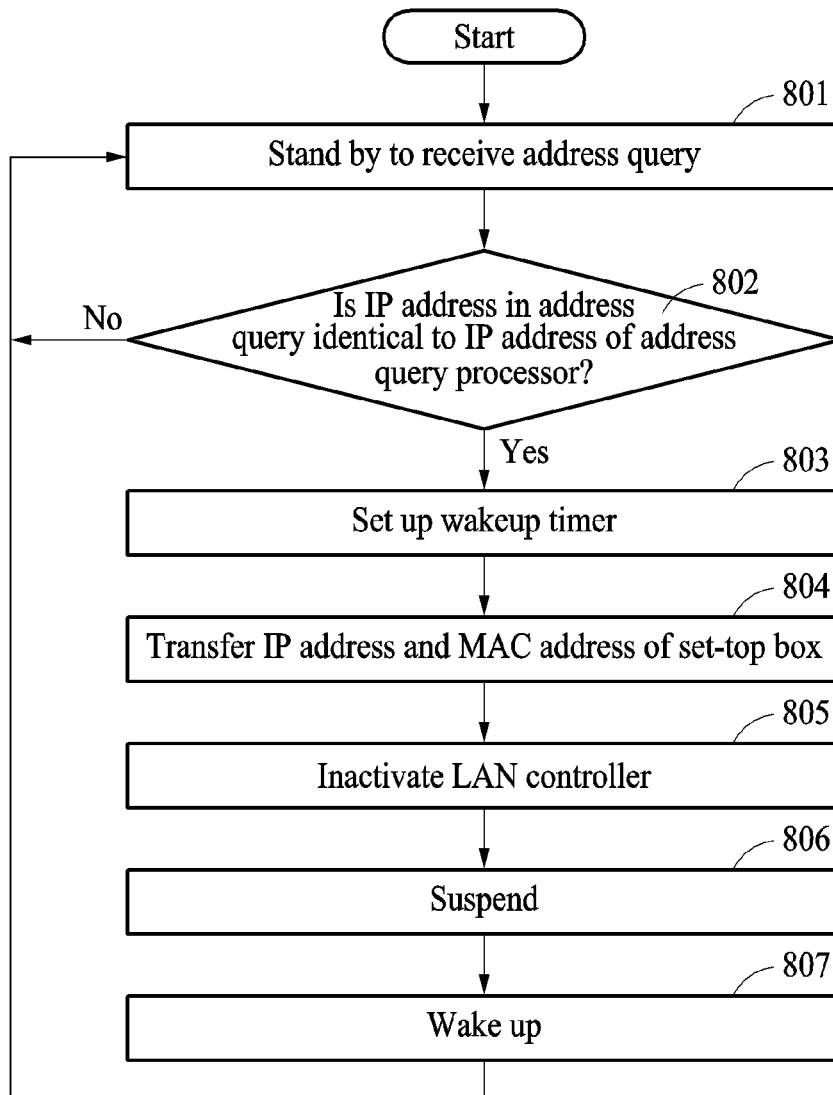 Start
801
Stand by to receive address query
802
Is IP address in address
query identical to IP address of address
query processor?
No
Yes
803
Set up wakeup timer
804
Transfer IP address and MAC address of set-top box
805
Inactivate LAN controller
806
Suspend
807
Wake up